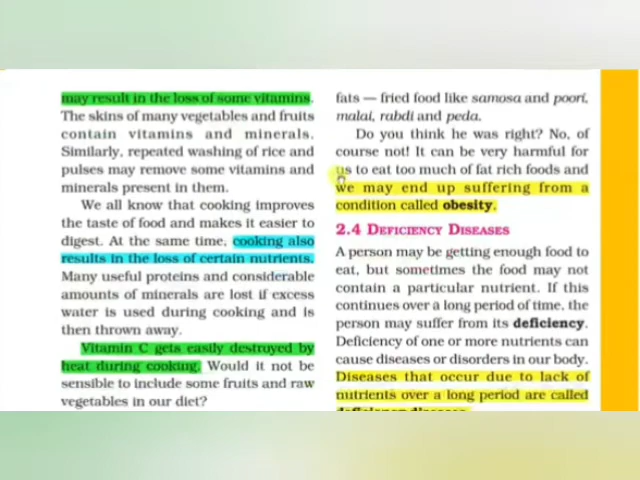 may result in the loss of some vitamins.
The skins of many vegetables and fruits
contain vitamins and minerals.
Similarly, repeated washing of rice and
pulses may remove some vitamins and
minerals present in them.
We all know that cooking improves
the taste of food and makes it easier to
digest. At the same time, cooking also
results in the loss of certain nutrients.
Many useful proteins and considerable
amounts of minerals are lost if excess
water is used during cooking and is
then thrown away.
Vitamin C gets easily destroyed by
heat during cooking. Would it not be
sensible to include some fruits and raw
vegetables in our diet?
fats — fried food like samosa and poori,
malai, rabdi and peda.
Do you think he was right? No, of
course not! It can be very harmful for
us to eat too much of fat rich foods and
we may end up suffering from a
condition called obesity.
2.4 DEFICIENCY DISEASES
A person may be getting enough food to
eat, but sometimes the food may not
contain a particular nutrient. If this
continues over a long period of time, the
person may suffer from its deficiency.
Deficiency of one or more nutrients can
cause diseases or disorders in our body.
Diseases that occur due to lack of
nutrients over a long period are called
deficiency diseases.